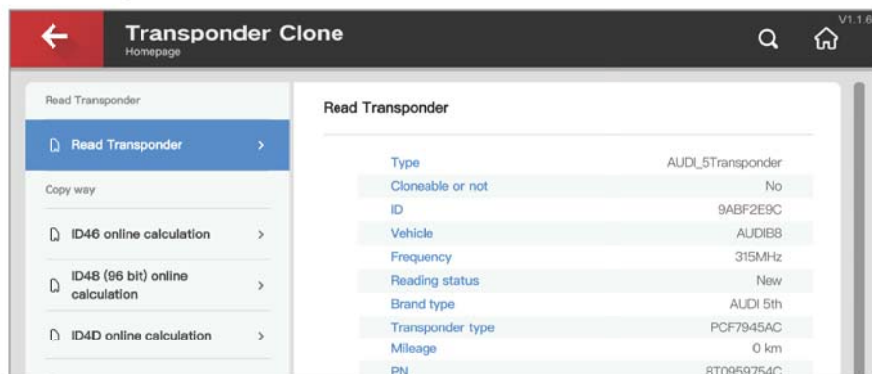 Transponder Clone
Homepage
V1.1.6
Read Transponder
Read Transponder
Copy way
ID46 online calculation
ID48 (96 bit) online
calculation
ID4D online calculation
Read Transponder
Type AUDI_5Transponder
Cloneable or not No
ID 9ABF2E9C
Vehicle AUDIB8
Frequency 315MHz
Reading status New
Brand type AUDI 5th
Transponder type PCF7945AC
Mileage 0 km
PN 8T0959754C